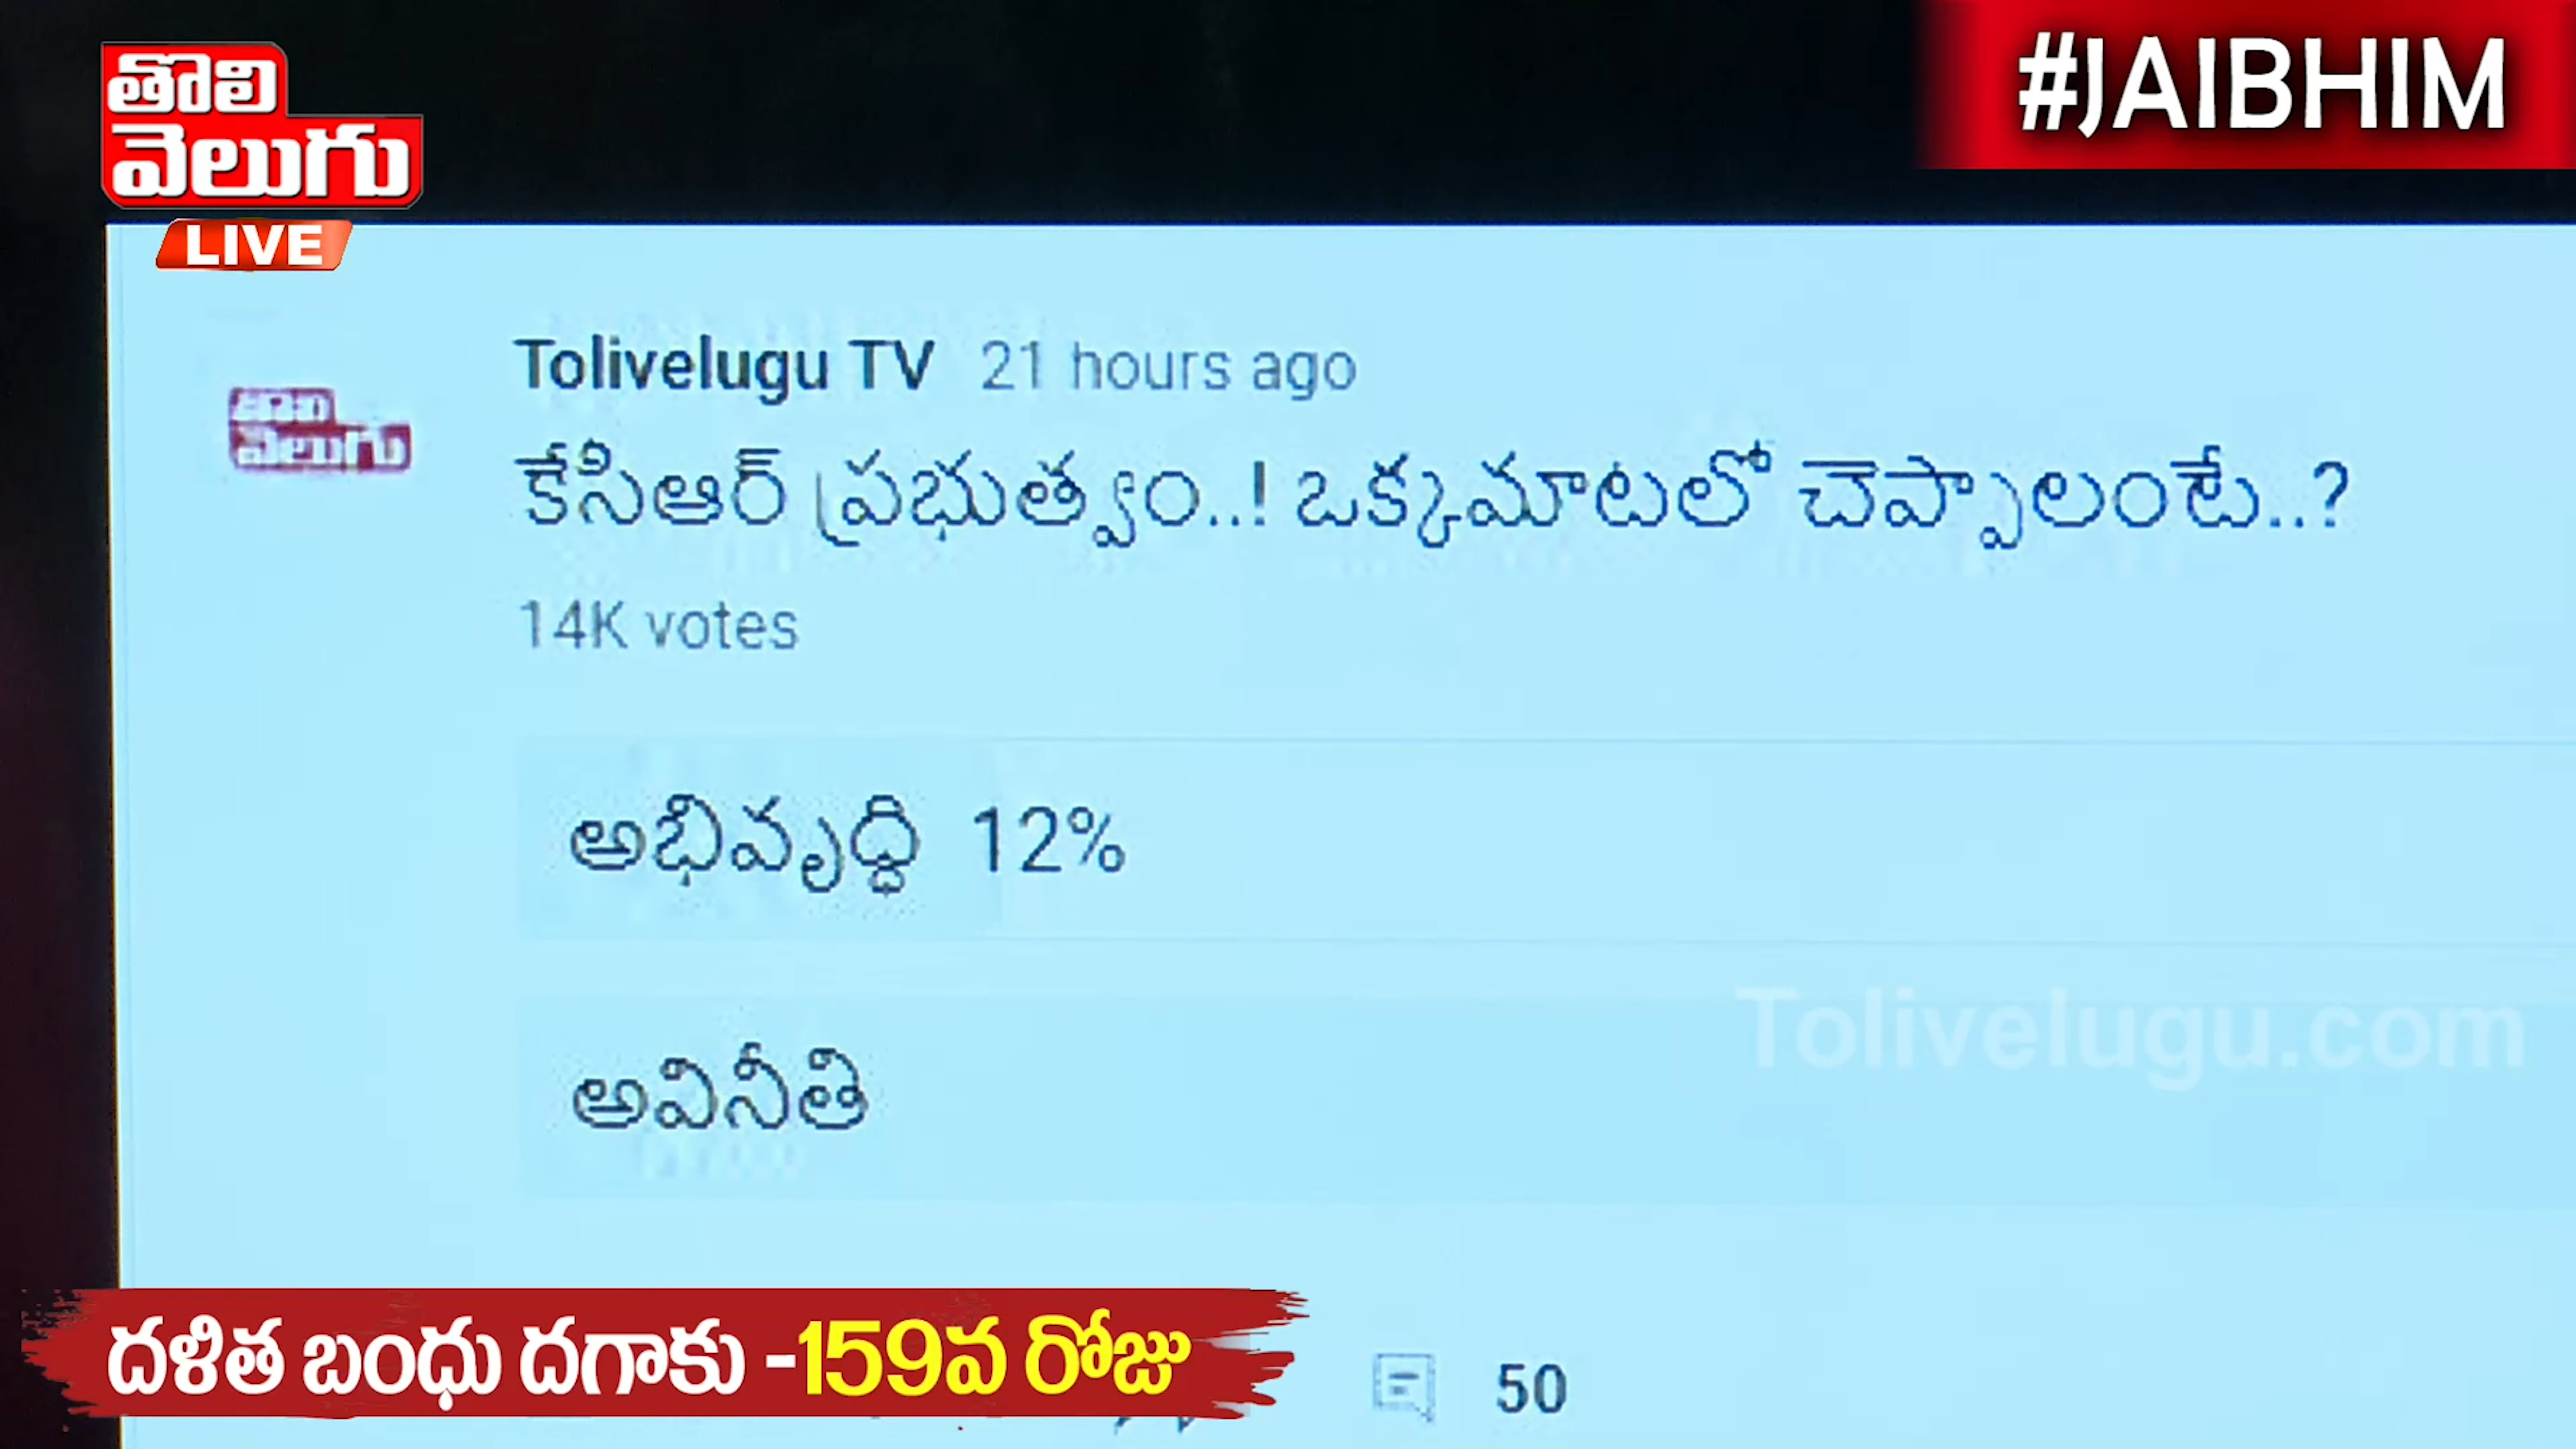 తొలి
వెలుగు
LIVE
#JAIBHIM
తొలి
వెలుగు
Tolivelugu TV 21 hours ago
కేసీఆర్ ప్రభుత్వం..! ఒక్కమాటలో చెప్పాలంటే..?
14K votes
అభివృద్ధి 12%
అవినీతి
Tolivelugu.com
దళిత బంధు దగాకు -159వ రోజు
50